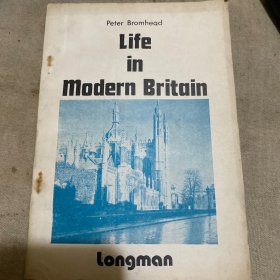 Peter Bromhead
Life
in
Modern Britain
Longman